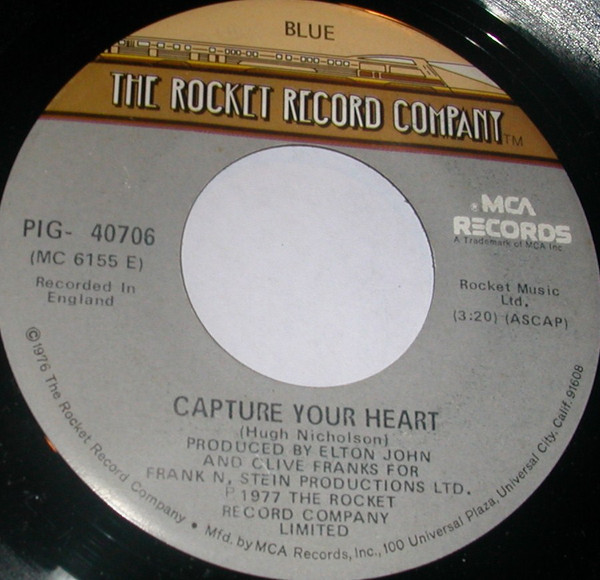 BLUE
THE ROCKET RECORD COMPANY TM
MCA
RECORDS
A Trademark of MCA Inc
PIG- 40706
(MC 6155 E)
Recorded In
England
Rocket Music
Ltd.
(3:20) (ASCAP)
CAPTURE YOUR HEART
(Hugh Nicholson)
PRODUCED BY ELTON JOHN
AND CLIVE FRANKS FOR
FRANK N, STEIN PRODUCTIONS LTD.
P 1977 THE ROCKET
RECORD COMPANY
LIMITED
©1976 The Rocket Record Company • Mfd. by MCA Records, Inc., 100 Universal Plaza, Universal City, Calif. 91608